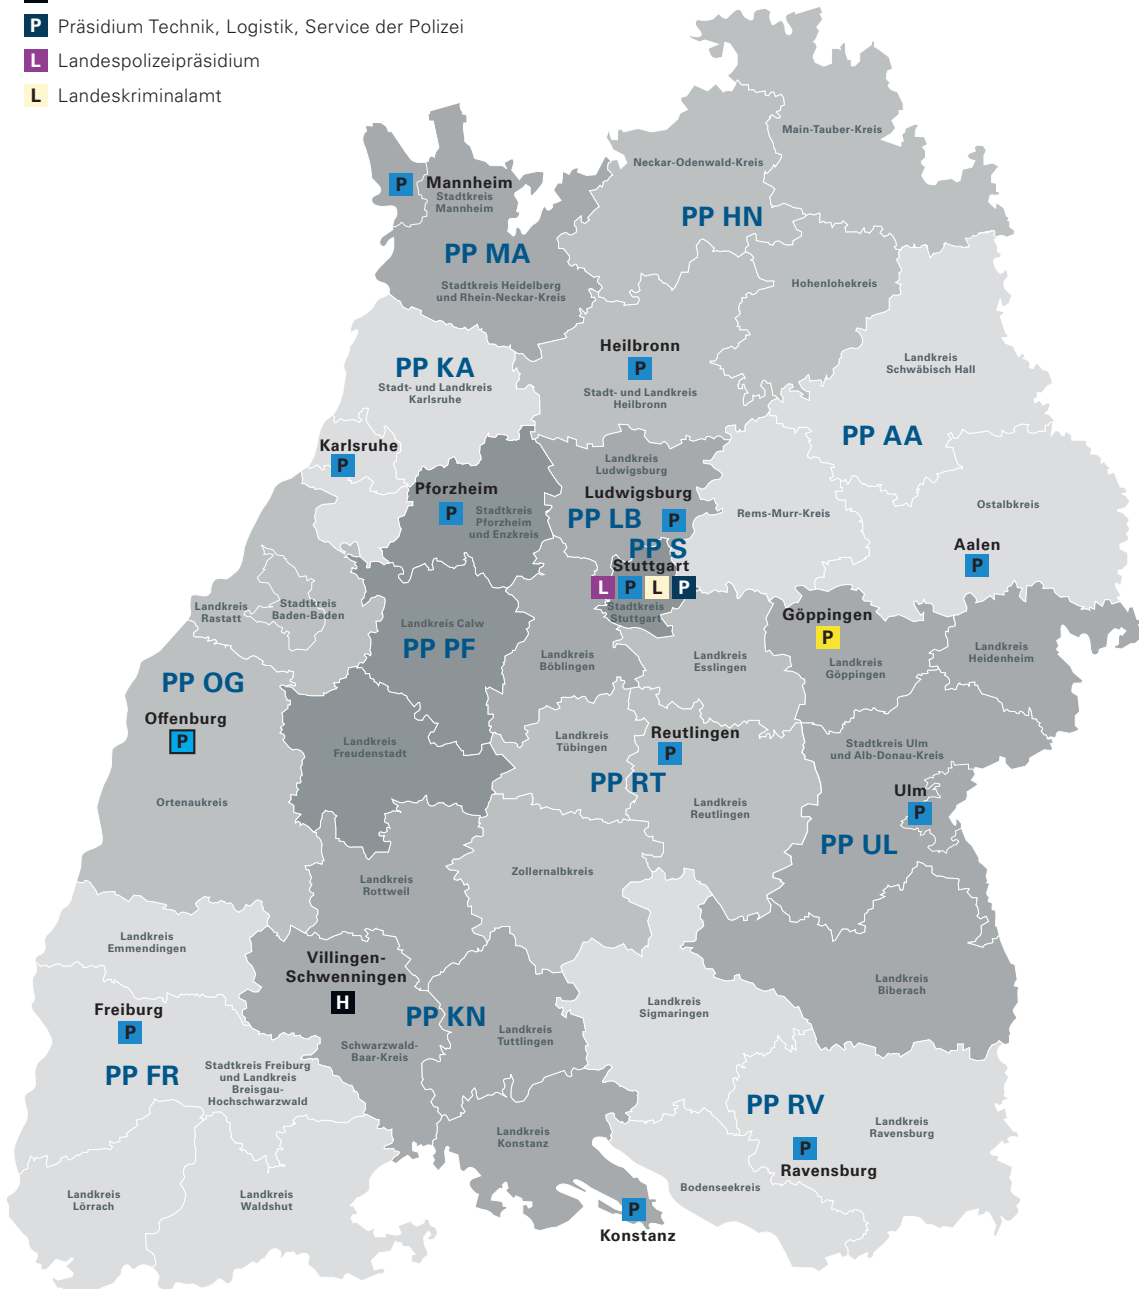 P Präsidium Technik, Logistik, Service der Polizei
L Landespolizeipräsidium
L Landeskriminalamt
Main-Tauber-Kreis
Neckar-Odenwald-Kreis
P Mannheim
Stadtkreis
Mannheim
PP HN
PP MA
Stadtkreis Heidelberg
und Rhein-Neckar-Kreis
Hohenlohekreis
Heilbronn
P
Stadt- und Landkreis
Heilbronn
PP KA
Stadt- und Landkreis
Karlsruhe
Landkreis
Schwäbisch Hall
PP AA
Karlsruhe
P
Landkreis
Ludwigsburg
Ludwigsburg
PP LB P
Pforzheim
P
Stadtkreis
Pforzheim
und Enzkreis
Rems-Murr-Kreis
Ostalbkreis
Aalen
P
PP S
Stuttgart
L P L P
Stadtkreis
Stuttgart
Landkreis
Rastatt
Stadtkreis
Baden-Baden
Landkreis Calw
PP PF
Landkreis
Böblingen
Landkreis
Esslingen
Göppingen
P
Landkreis
Göppingen
Landkreis
Heidenheim
PP OG
Offenburg
P
Ortenaukreis
Landkreis
Freudenstadt
Landkreis
Tübingen
Reutlingen
P
PP RT
Landkreis
Reutlingen
Stadtkreis Ulm
und Alb-Donau-Kreis
Ulm
P
PP UL
Landkreis
Rottweil
Zollernalbkreis
Landkreis
Emmendingen
Villingen-
Schwenningen
H
PP KN
Schwarzwald-
Baar-Kreis
Landkreis
Tuttlingen
Landkreis
Sigmaringen
Landkreis
Biberach
Freiburg
P
PP FR
Stadtkreis Freiburg
und Landkreis
Breisgau-
Hochschwarzwald
PP RV
P
Ravensburg
Landkreis
Ravensburg
Landkreis
Konstanz
Bodenseekreis
P
Konstanz
Landkreis
Lörrach
Landkreis
Waldshut